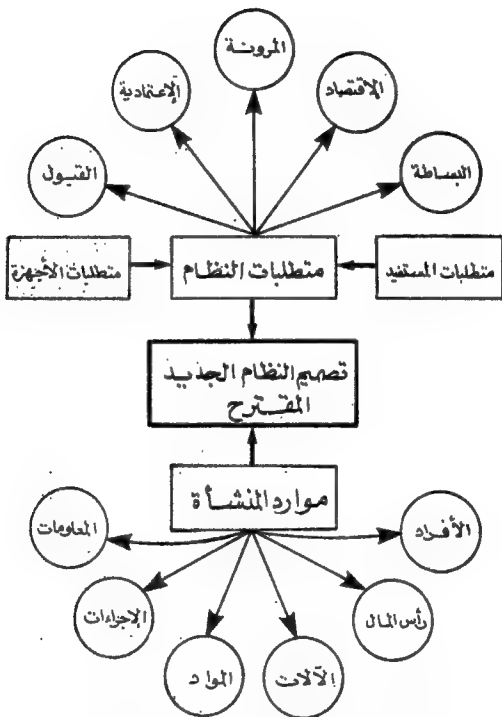 المرونة
الاقتصاد
الإعتمادية
البساطة
القبول
متطلبات المستفيد
متطلبات النظام
متطلبات الأجهزة
تصميم النظام الجديد
المقترح
موارد المنشأة
الأفراد
المعلومات
رأس المال
الإجراءات
الآلات
المواد